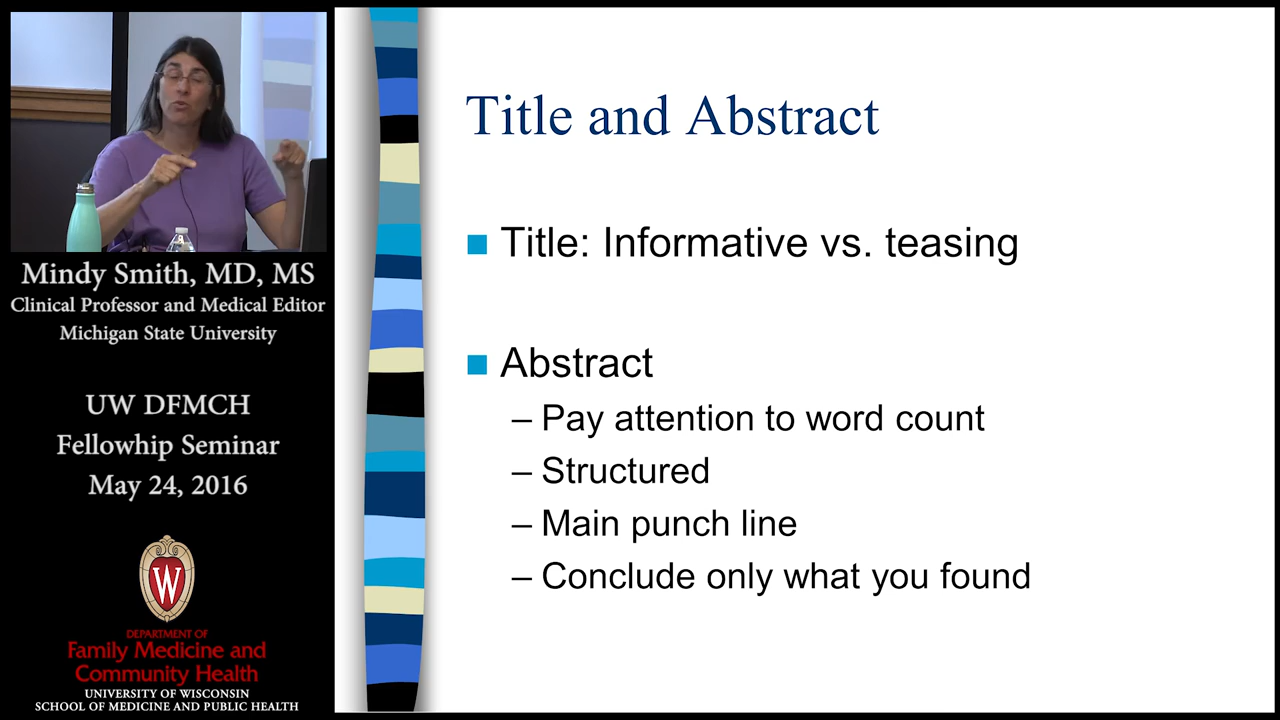 Mindy Smith, MD, MS
Clinical Professor and Medical Editor
Michigan State University
UW DFMCH
Fellowhip Seminar
May 24, 2016
W
DEPARTMENT OF
Family Medicine and
Community Health
UNIVERSITY OF WISCONSIN
SCHOOL OF MEDICINE AND PUBLIC HEALTH
Title and Abstract
Title: Informative vs. teasing
Abstract
– Pay attention to word count
– Structured
– Main punch line
– Conclude only what you found